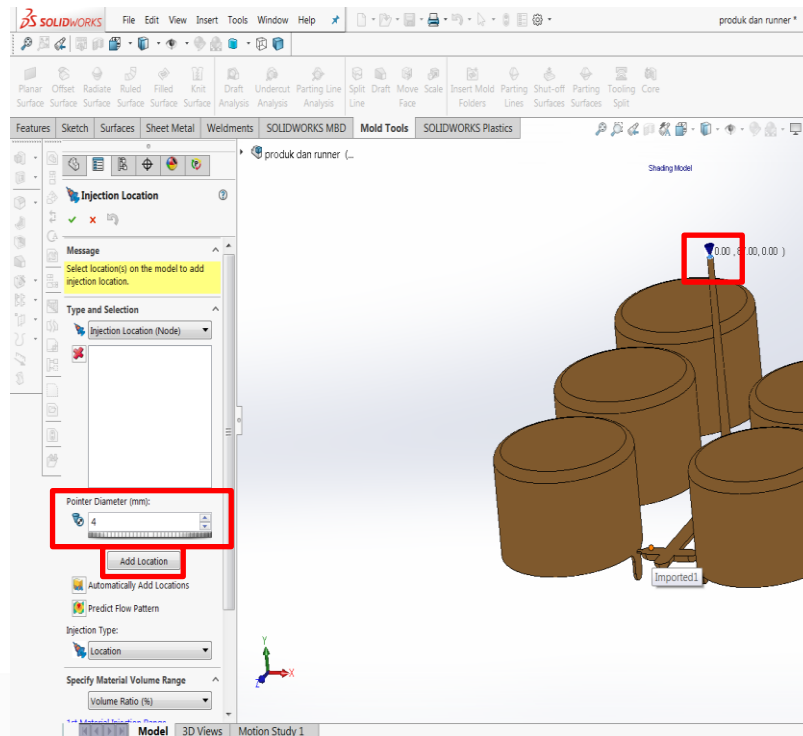 SOLIDWORKS File Edit View Insert Tools Window Help produk dan runner *
Planar Surface
Offset Surface
Radiate Surface
Ruled Surface
Filled Surface
Knit Surface
Draft Analysis
Undercut Analysis
Parting Line Analysis
Split Line
Draft
Move Face
Scale
Insert Mold Folders
Parting Lines
Shut-off Surfaces
Parting Surfaces
Tooling Split
Core
Features Sketch Surfaces Sheet Metal Weldments SOLIDWORKS MBD Mold Tools SOLIDWORKS Plastics
produk dan runner (...
Shading Model
Injection Location
Message
Select location(s) on the model to add
injection location.
Type and Selection
Injection Location (Node)
Pointer Diameter (mm):
4
Add Location
Automatically Add Locations
Predict Flow Pattern
Injection Type:
Location
Specify Material Volume Range
Volume Ratio (%)
1st Material Injection Range
Imported1
Y
X
Z
Model 3D Views Motion Study 1